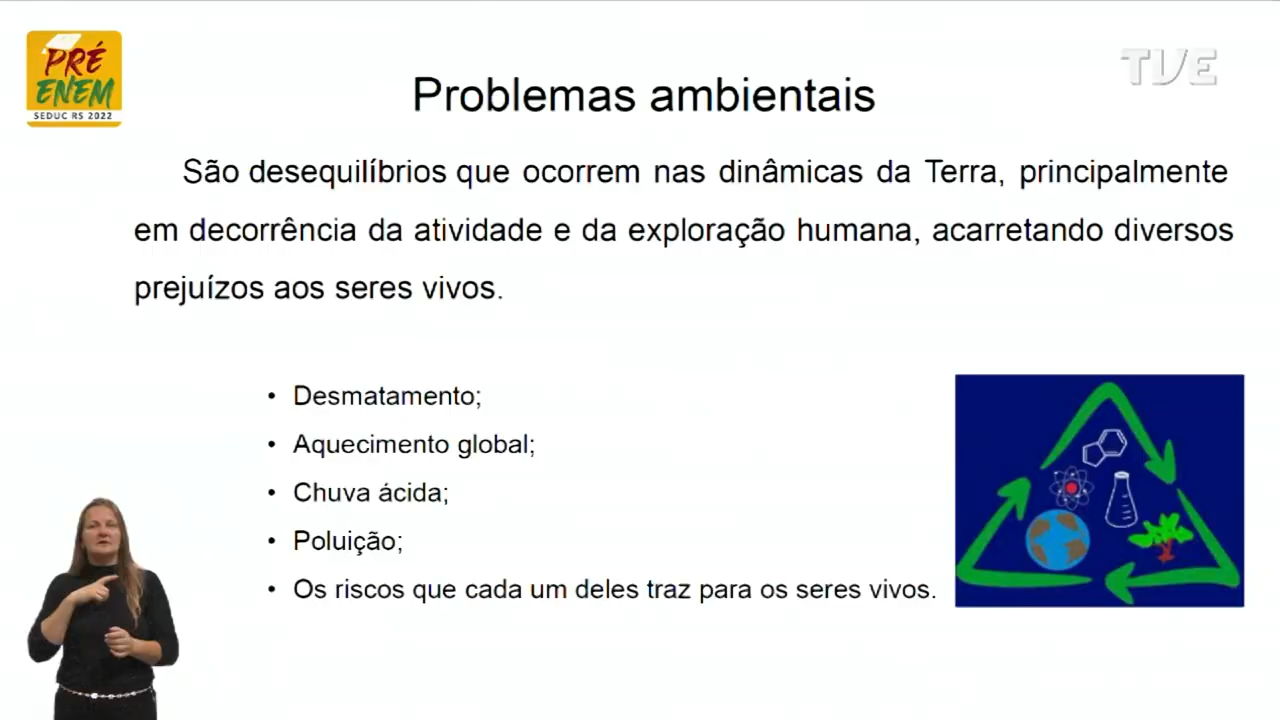 PRÉ
ENEM
SEDUC RS 2022
TVE
Problemas ambientais
São desequilíbrios que ocorrem nas dinâmicas da Terra, principalmente
em decorrência da atividade e da exploração humana, acarretando diversos
prejuízos aos seres vivos.
• Desmatamento;
• Aquecimento global;
• Chuva ácida;
• Poluição;
• Os riscos que cada um deles traz para os seres vivos.